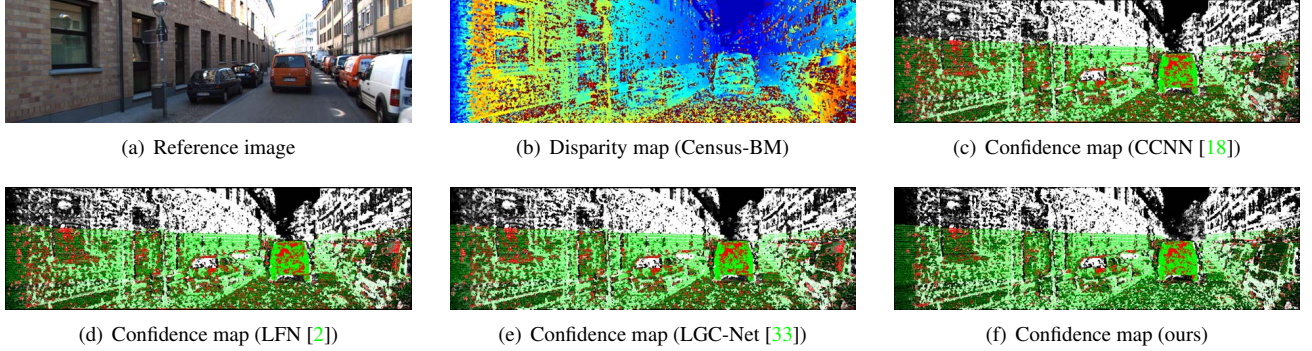 (a) Reference image
(b) Disparity map (Census-BM)
(c) Confidence map (CCNN [18])
(d) Confidence map (LFN [2])
(e) Confidence map (LGC-Net [33])
(f) Confidence map (ours)